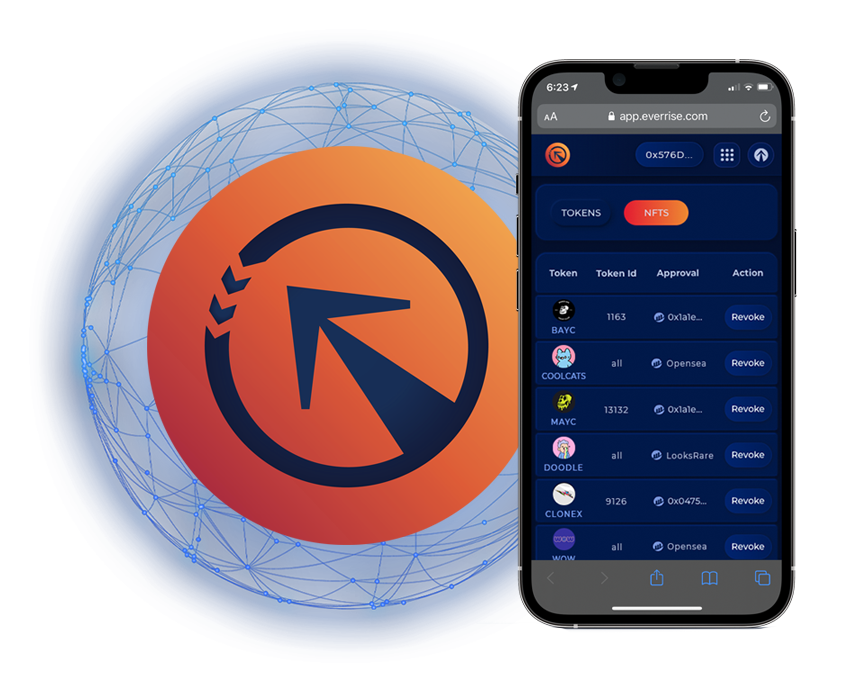 6:23
AA app.everrise.com
0x576D...
TOKENS NFTS
Token Token Id Approval Action
BAYC 1163 0x1a1e... Revoke
COOLCATS all Opensea Revoke
MAYC 13132 0x1a1e... Revoke
DOODLE all LooksRare Revoke
CLONEX 9126 0x0475... Revoke
WOW all Opensea Revoke